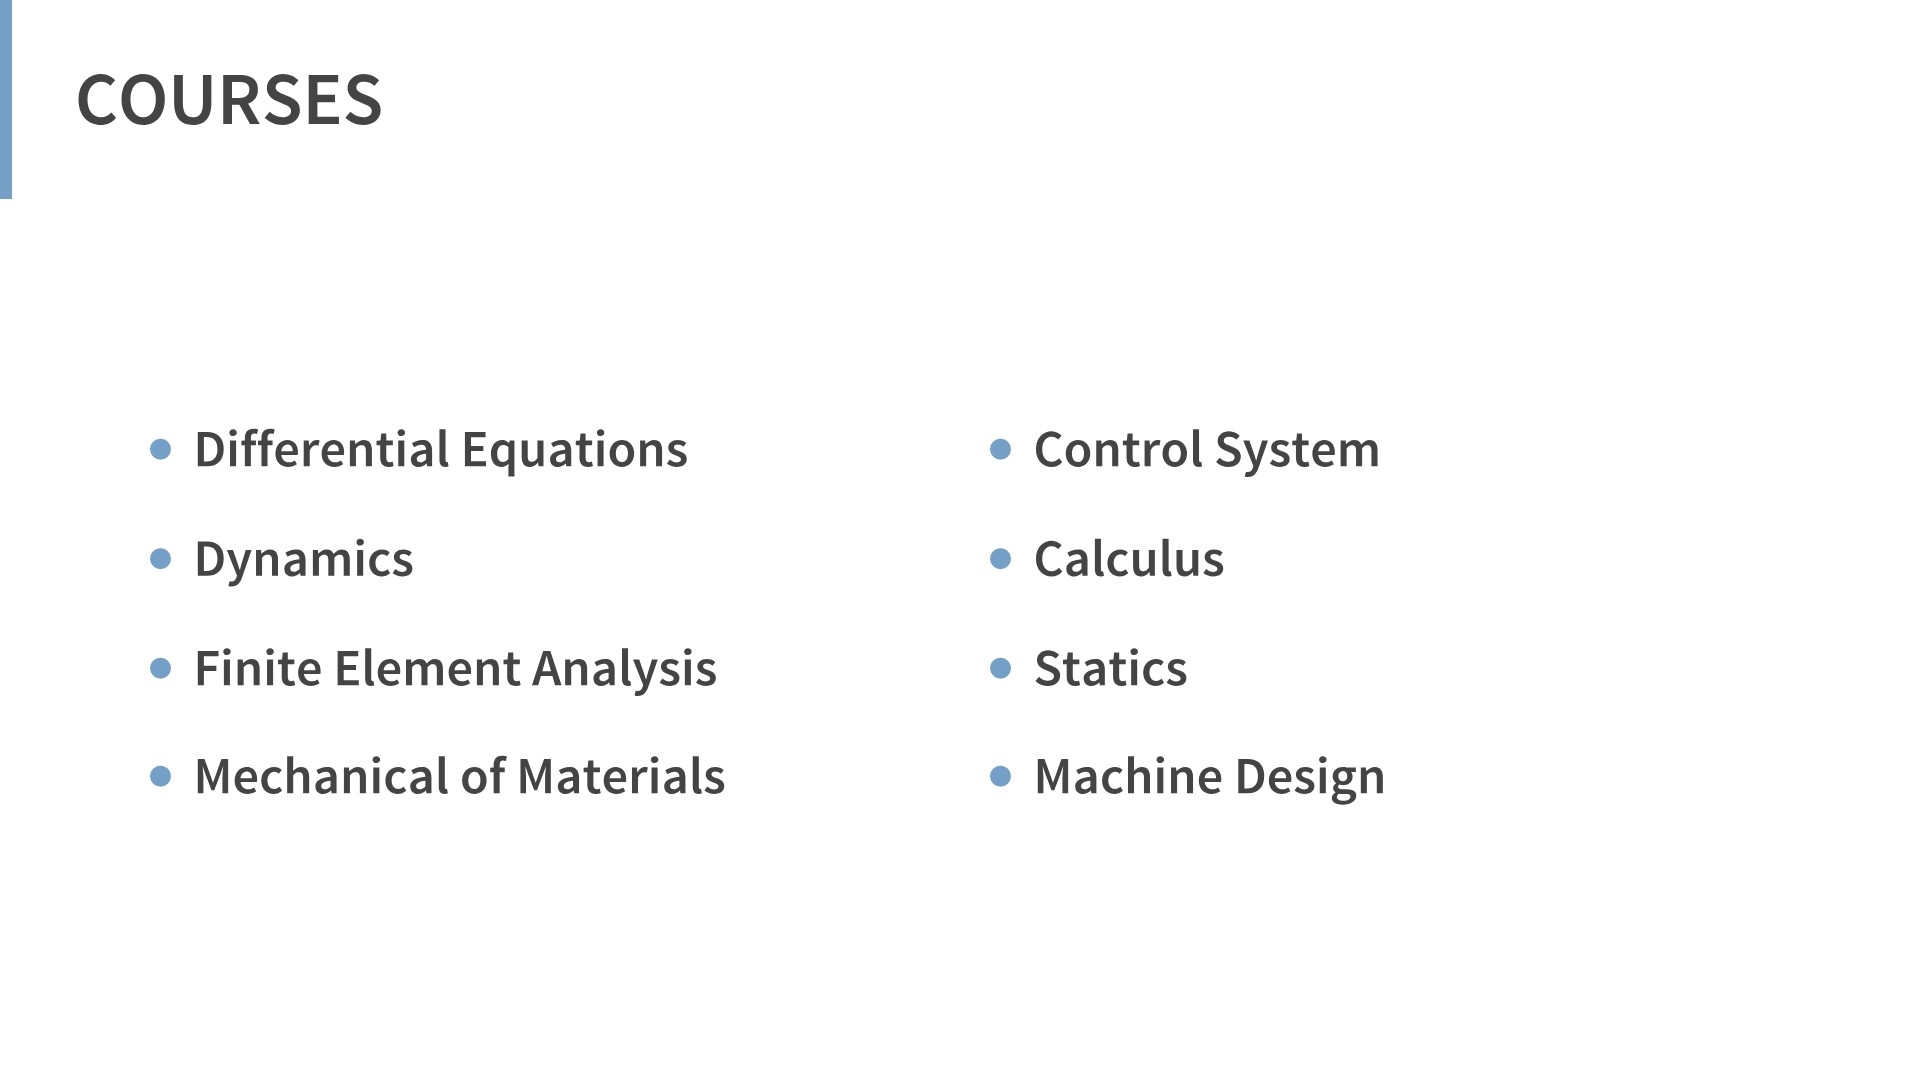 COURSES
Differential Equations
Dynamics
Finite Element Analysis
Mechanical of Materials
Control System
Calculus
Statics
Machine Design